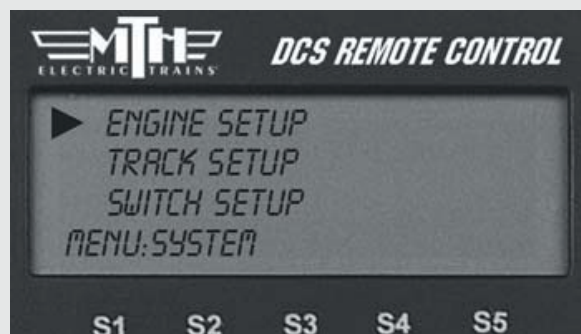 MTH
ELECTRIC TRAINS
DCS REMOTE CONTROL
ENGINE SETUP
TRACK SETUP
SWITCH SETUP
MENU:SYSTEM
S1 S2 S3 S4 S5